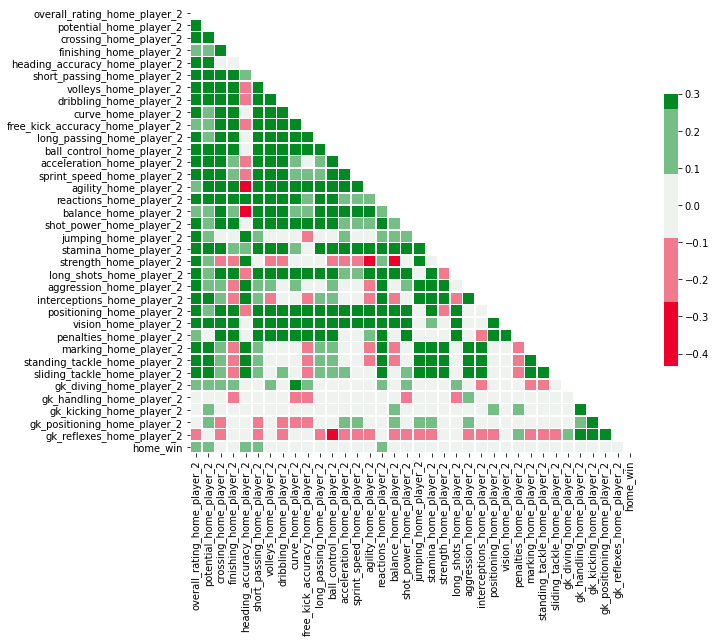 overall_rating_home_player_2
potential_home_player_2
crossing_home_player_2
finishing_home_player_2
heading_accuracy_home_player_2
short_passing_home_player_2
volleys_home_player_2
dribbling_home_player_2
curve_home_player_2
free_kick_accuracy_home_player_2
long_passing_home_player_2
ball_control_home_player_2
acceleration_home_player_2
sprint_speed_home_player_2
agility_home_player_2
reactions_home_player_2
balance_home_player_2
shot_power_home_player_2
jumping_home_player_2
stamina_home_player_2
strength_home_player_2
long_shots_home_player_2
aggression_home_player_2
interceptions_home_player_2
positioning_home_player_2
vision_home_player_2
penalties_home_player_2
marking_home_player_2
standing_tackle_home_player_2
sliding_tackle_home_player_2
gk_diving_home_player_2
gk_handling_home_player_2
gk_kicking_home_player_2
gk_positioning_home_player_2
gk_reflexes_home_player_2
home_win
overall_rating_home_player_2
potential_home_player_2
crossing_home_player_2
finishing_home_player_2
heading_accuracy_home_player_2
short_passing_home_player_2
volleys_home_player_2
dribbling_home_player_2
curve_home_player_2
free_kick_accuracy_home_player_2
long_passing_home_player_2
ball_control_home_player_2
acceleration_home_player_2
sprint_speed_home_player_2
agility_home_player_2
reactions_home_player_2
balance_home_player_2
shot_power_home_player_2
jumping_home_player_2
stamina_home_player_2
strength_home_player_2
long_shots_home_player_2
aggression_home_player_2
interceptions_home_player_2
positioning_home_player_2
vision_home_player_2
penalties_home_player_2
marking_home_player_2
standing_tackle_home_player_2
sliding_tackle_home_player_2
gk_diving_home_player_2
gk_handling_home_player_2
gk_kicking_home_player_2
gk_positioning_home_player_2
gk_reflexes_home_player_2
home_win
0.3
0.2
0.1
0.0
−0.1
−0.2
−0.3
−0.4